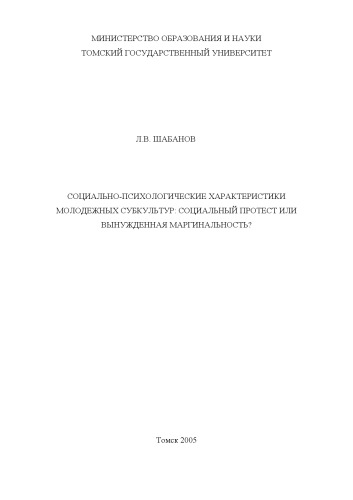 МИНИСТЕРСТВО ОБРАЗОВАНИЯ И НАУКИ
ТОМСКИЙ ГОСУДАРСТВЕННЫЙ УНИВЕРСИТЕТ
Л.В. ШАБАНОВ
СОЦИАЛЬНО-ПСИХОЛОГИЧЕСКИЕ ХАРАКТЕРИСТИКИ
МОЛОДЕЖНЫХ СУБКУЛЬТУР: СОЦИАЛЬНЫЙ ПРОТЕСТ ИЛИ
ВЫНУЖДЕННАЯ МАРГИНАЛЬНОСТЬ?
Томск 2005